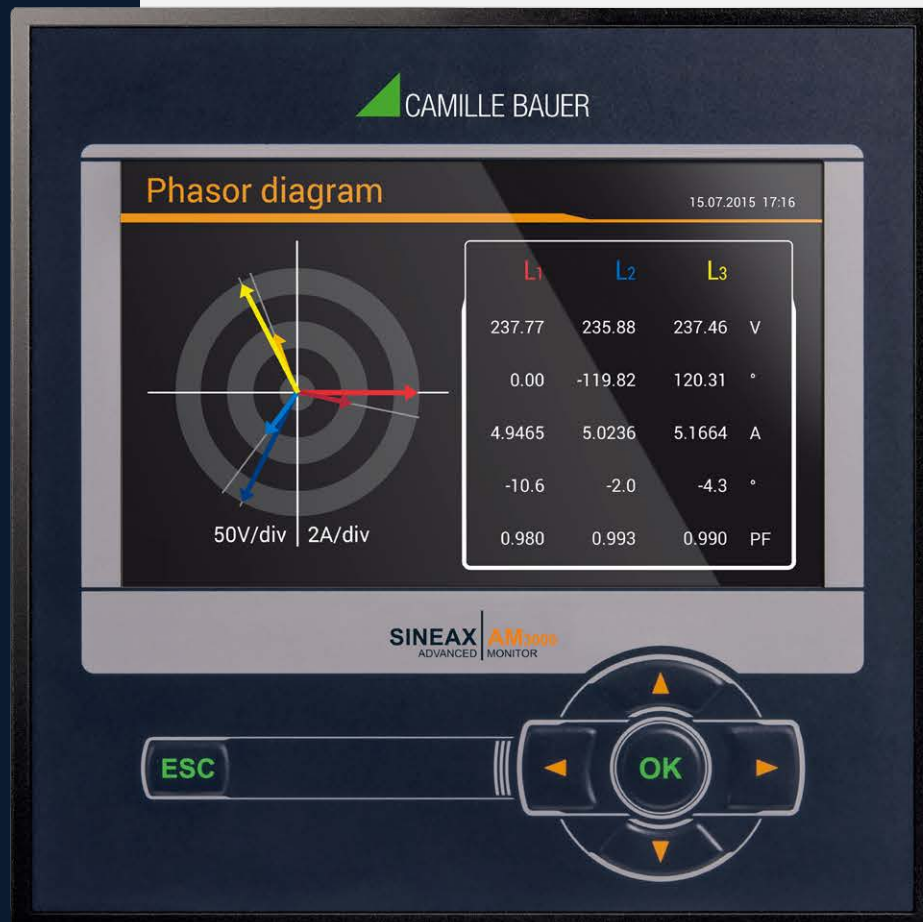 CAMILLE BAUER
Phasor diagram
15.07.2015 17:16
L1 L2 L3
237.77 235.88 237.46 V
0.00 -119.82 120.31 °
4.9465 5.0236 5.1664 A
-10.6 -2.0 -4.3 °
0.980 0.993 0.990 PF
50V/div 2A/div
SINEAX AM3000
ADVANCED MONITOR
ESC
OK